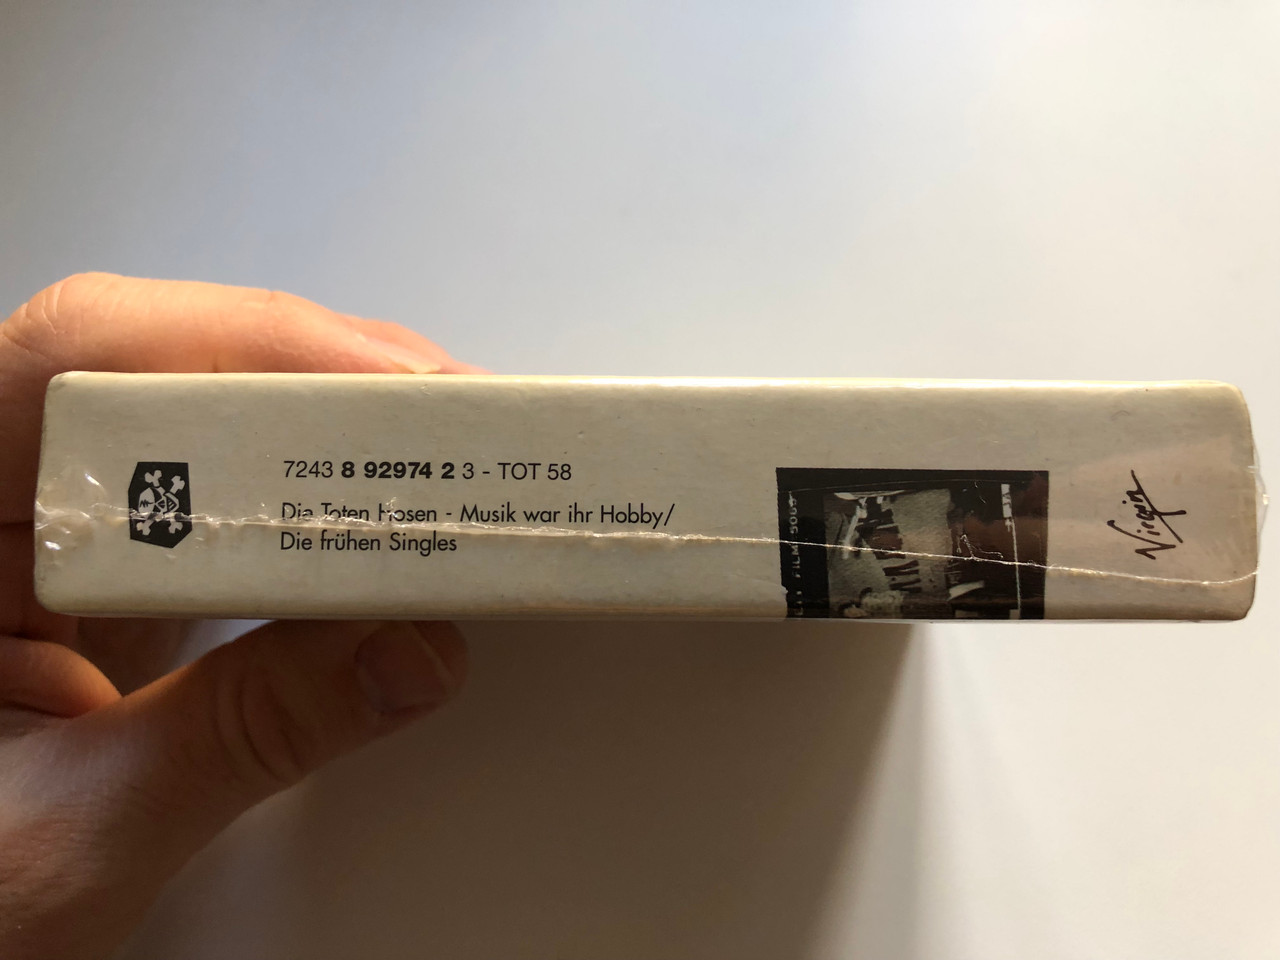 7243 8 92974 2 3 - TOT 58
Die Toten Hosen - Musik war ihr Hobby/
Die frühen Singles
Virgin